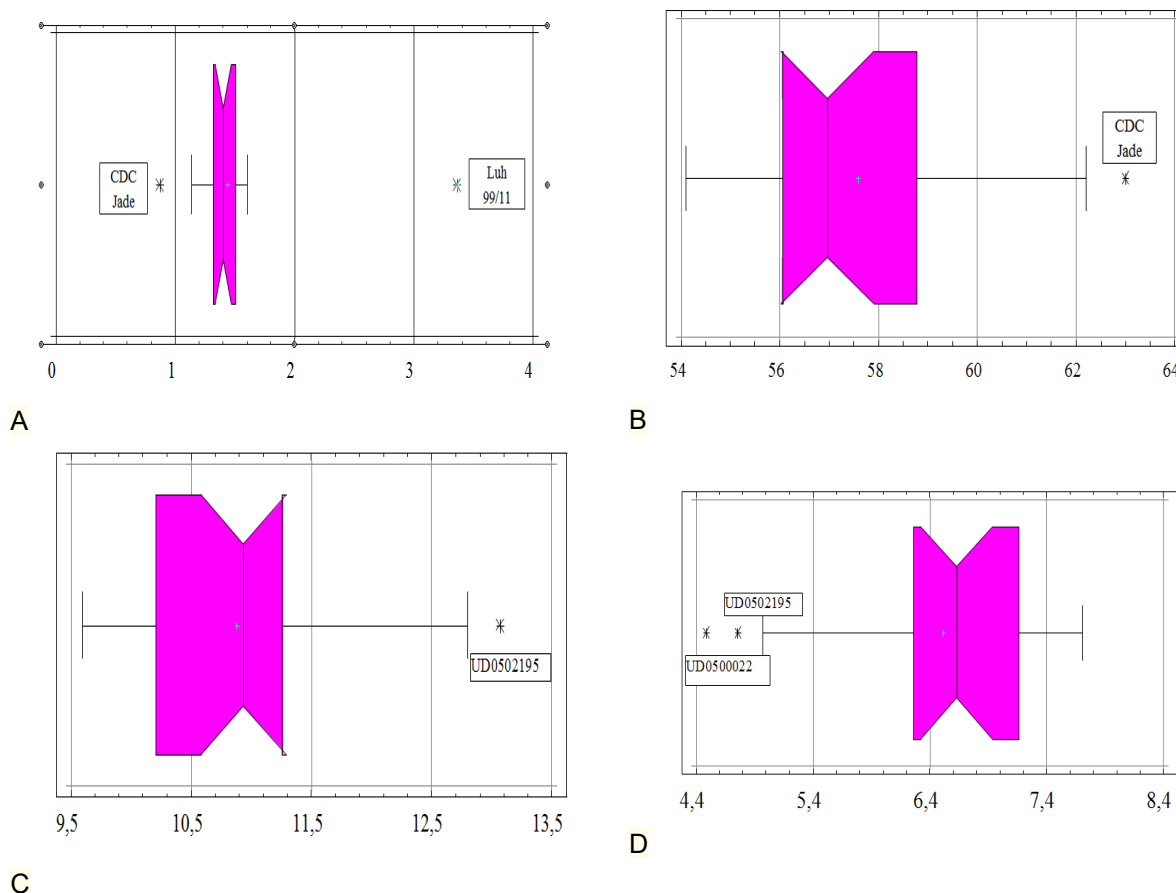 CDC
Jade
Luh
99/11
0 1 2 3 4
A
CDC
Jade
54 56 58 60 62 64
B
UD0502195
9,5 10,5 11,5 12,5 13,5
C
UD0502195
UD0500022
4,4 5,4 6,4 7,4 8,4
D